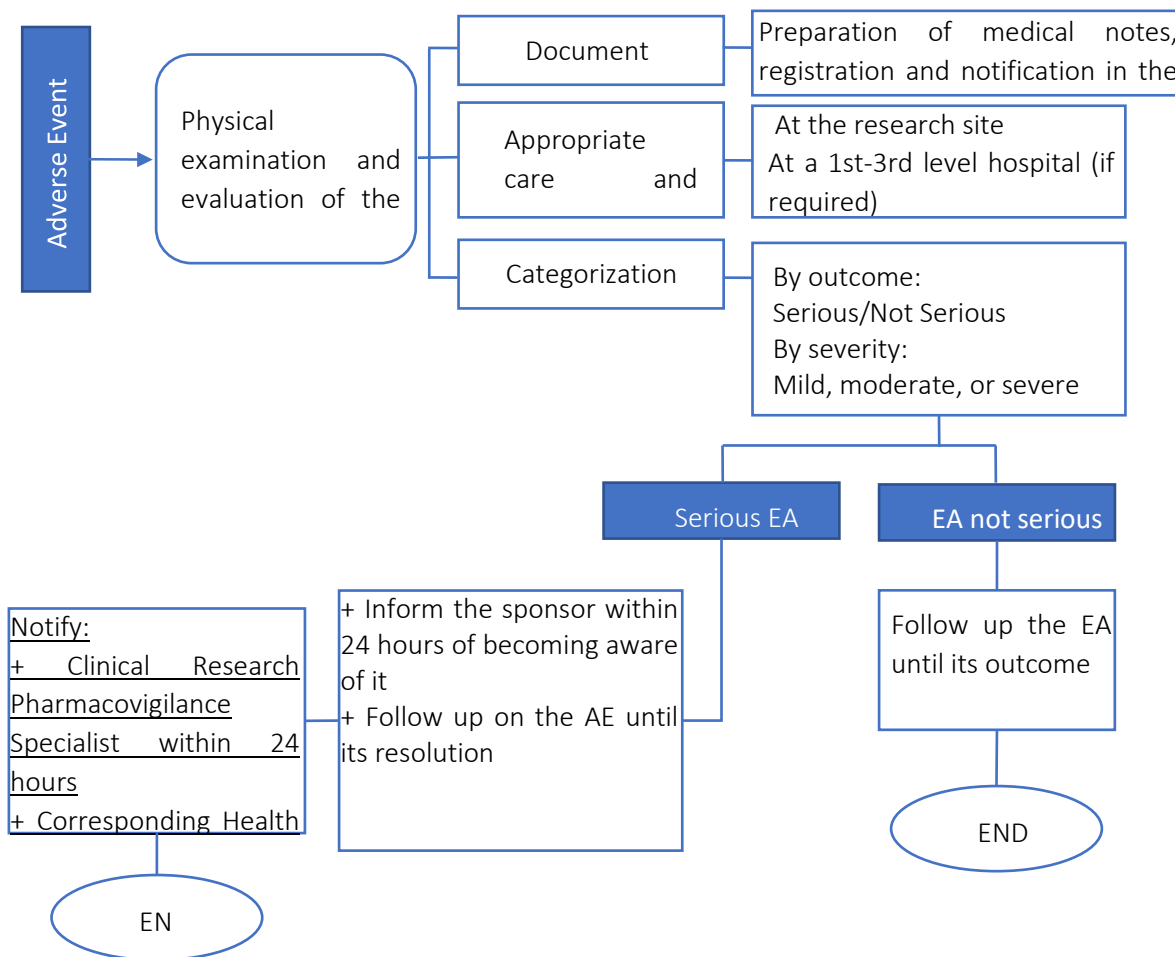 Adverse Event
Physical
examination and
evaluation of the
Document
Preparation of medical notes,
registration and notification in the
Appropriate
care and
At the research site
At a 1st-3rd level hospital (if
required)
Categorization
By outcome:
Serious/Not Serious
By severity:
Mild, moderate, or severe
Serious EA
EA not serious
Notify:
+ Clinical Research
Pharmacovigilance
Specialist within 24
hours
+ Corresponding Health
+ Inform the sponsor within
24 hours of becoming aware
of it
+ Follow up on the AE until
its resolution
Follow up the EA
until its outcome
END
EN